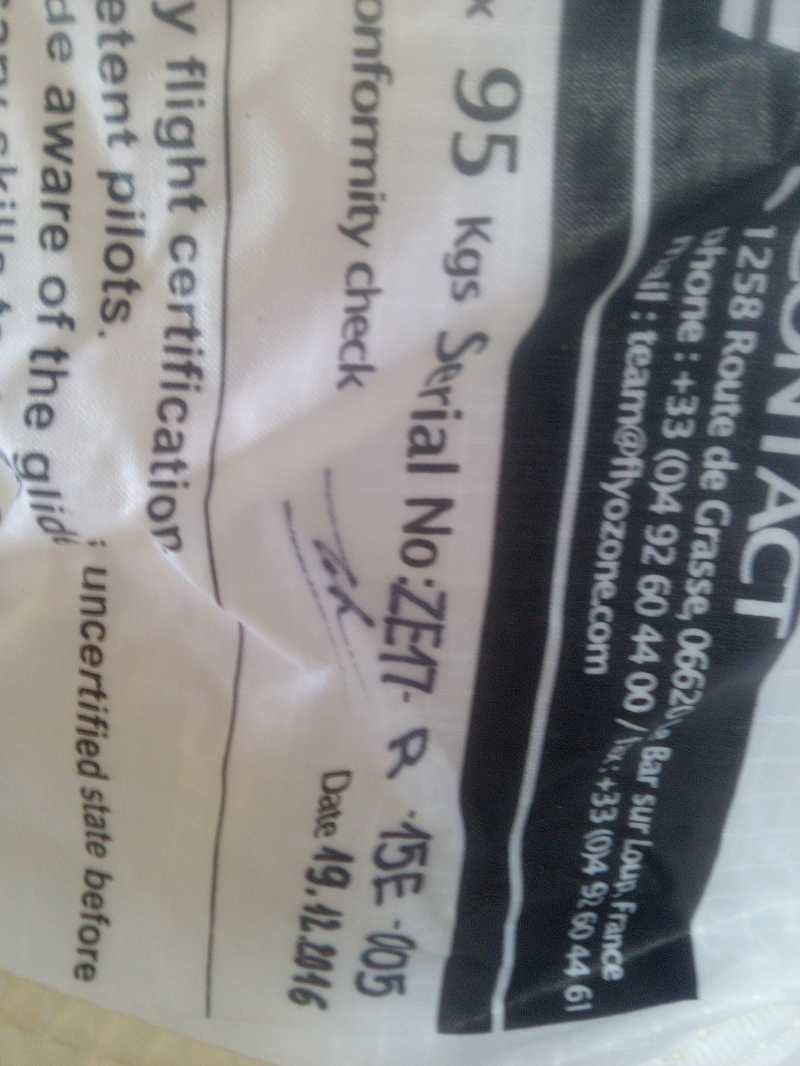 CONTACT
1258 Route de Grasse, 06620 Bar sur Loup, France
phone : +33 (0)4 92 60 44 00 / fax : +33 (0)4 92 60 44 61
mail : team@flyozone.com
95 Kgs Serial No: ZE17-R-15E-005
onformity check
Date 19.12.2016
y flight certification
etent pilots.
de aware of the glid
uncertified state before